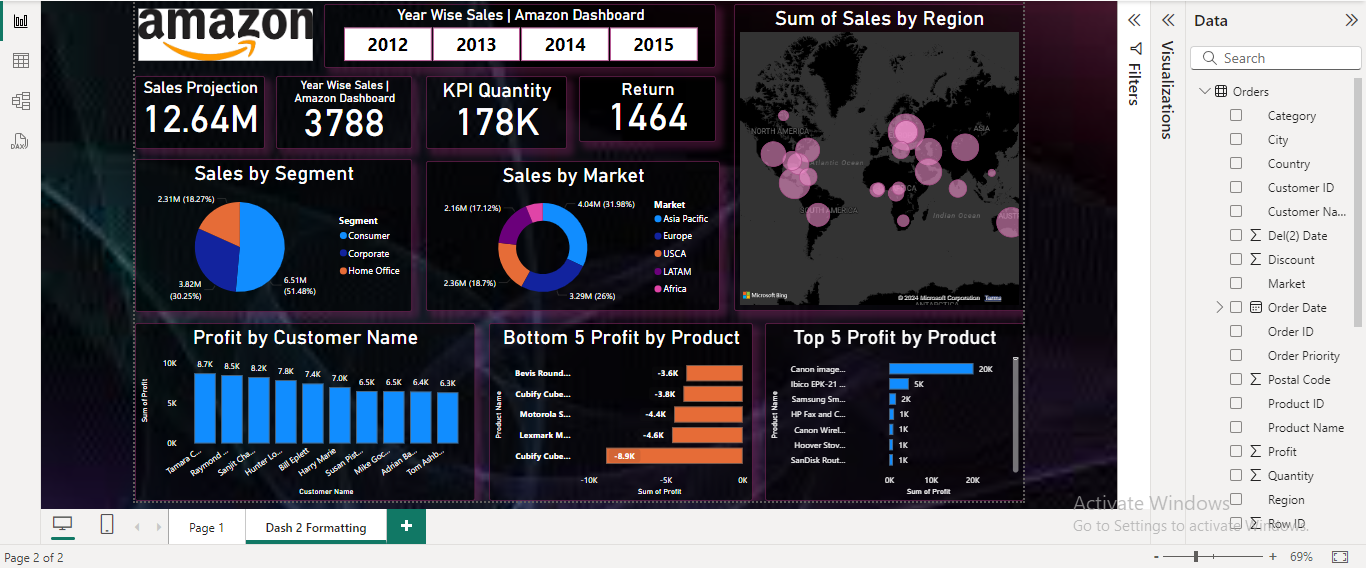 amazon
Year Wise Sales | Amazon Dashboard
2012
2013
2014
2015
Sales Projection
12.64M
Year Wise Sales |
Amazon Dashboard
3788
KPI Quantity
178K
Return
1464
Sum of Sales by Region
NORTH AMERICA
ASIA
Atlantic Ocean
SOUTH AMERICA
Indian Ocean
Microsoft Bing
© 2024 Microsoft Corporation Terms
ANTARCTICA
Sales by Segment
2.31M (18.27%)
3.82M
(30.25%)
6.51M
(51.48%)
Segment
Consumer
Corporate
Home Office
Sales by Market
2.16M (17.12%)
4.04M (31.98%)
2.36M (18.7%)
3.29M (26%)
Market
Asia Pacific
Europe
USCA
LATAM
Africa
Profit by Customer Name
Sum of Profit
10K
5K
0K
8.7K
8.5K
8.2K
7.8K
7.4K
7.0K
6.5K
6.5K
6.4K
6.3K
Tamara C...
Raymond ...
Sanjit Cha...
Hunter Lo...
Bill Eplett
Harry Marie
Susan Pist...
Mike Goc...
Adrian Ba...
Tom Ashb...
Customer Name
Bottom 5 Profit by Product
Product Name
Bevis Round... -3.6K
Cubify Cube... -3.8K
Motorola S... -4.4K
Lexmark M... -4.6K
Cubify Cube... -8.9K
-10K -5K 0K
Sum of Profit
Top 5 Profit by Product
Product Name
Canon image... 20K
Ibico EPK-21 ... 5K
Samsung Sm... 2K
HP Fax and C... 1K
Canon Wirel... 1K
Hoover Stov... 1K
SanDisk Rout... 1K
0K 10K 20K
Sum of Profit
Filters
Visualizations
Data
Search
Orders
Category
City
Country
Customer ID
Customer Na...
Del(2) Date
Discount
Market
Order Date
Order ID
Order Priority
Postal Code
Product ID
Product Name
Profit
Quantity
Region
Row ID
Activate Windows
Go to Settings to activate Windows.
Page 1
Dash 2 Formatting
+
Page 2 of 2
- + 69%